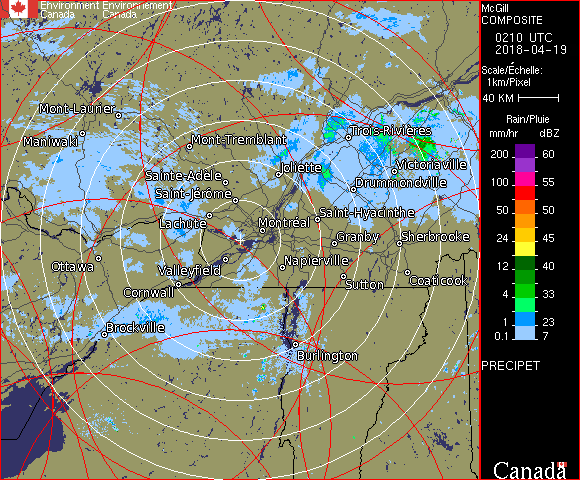 Environment Environnement
Canada Canada
Mont-Laurier
Maniwaki
Mont-Tremblant
Trois-Rivières
Joliette
Victoriaville
Sainte-Adèle
Drummondville
Saint-Jérôme
Lachute
Saint-Hyacinthe
Montréal
Granby
Sherbrooke
Ottawa
Valleyfield
Napierville
Cornwall
Sutton
Coaticook
Brockville
Burlington
McGill
COMPOSITE
0210 UTC
2018-04-19
Scale/Échelle:
1km/Pixel
40 KM
Rain/Pluie
mm/hr dBZ
200 60
100 55
50 50
24 45
12 40
4 33
1 23
0.1 7
PRECIPET
Canada